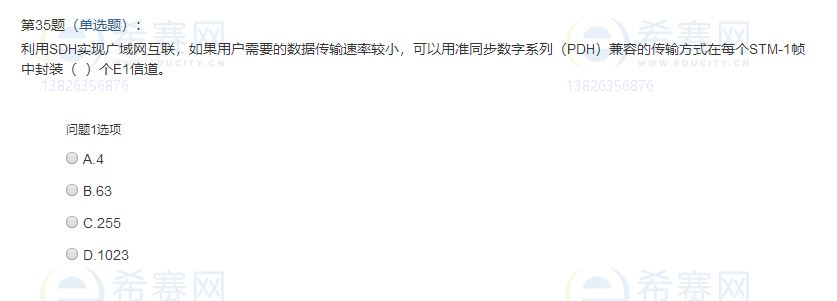 第35题（单选题）：
利用SDH实现广域网互联，如果用户需要的数据传输速率较小，可以用准同步数字系列（PDH）兼容的传输方式在每个STM-1帧
中封装（ ）个E1信道。
希赛网
WWW.EDUCITY.CN
13826356876
希赛网
WWW.EDUCITY.CN
13826356876
问题1选项
A.4
B.63
C.255
D.1023
希赛网
希赛网